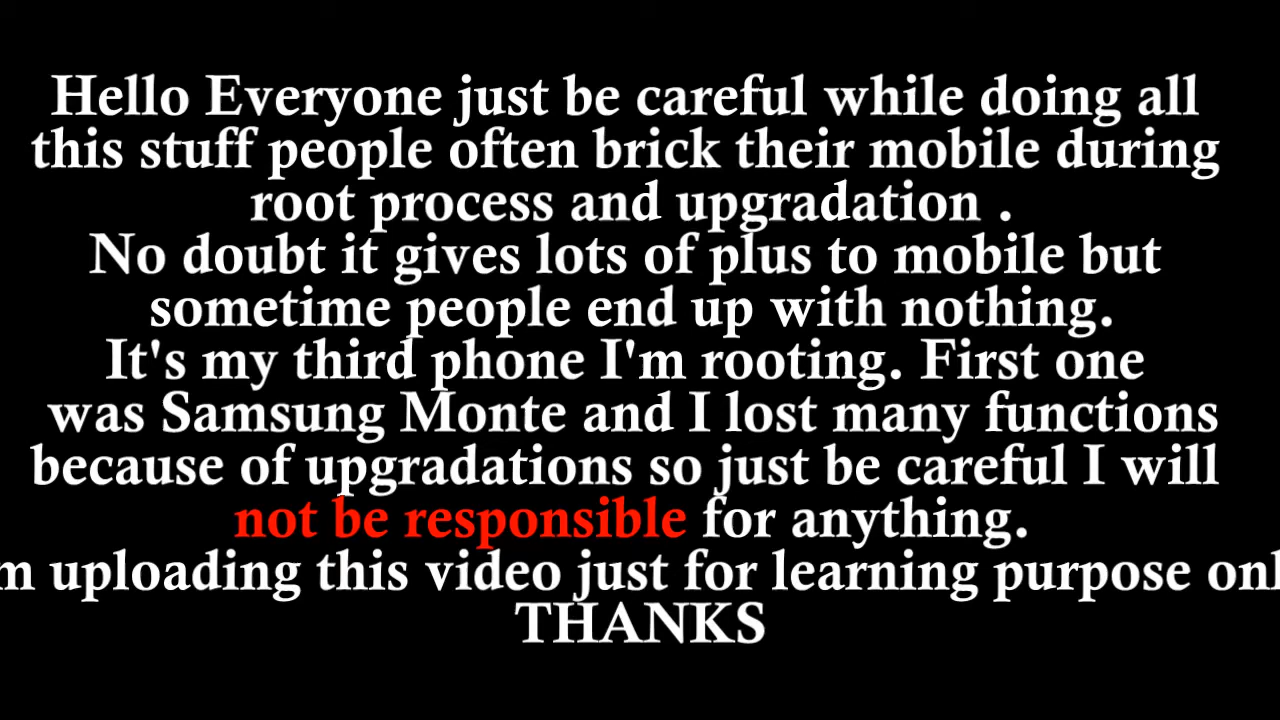 Hello Everyone just be careful while doing all
this stuff people often brick their mobile during
root process and upgradation .
No doubt it gives lots of plus to mobile but
sometime people end up with nothing.
It's my third phone I'm rooting. First one
was Samsung Monte and I lost many functions
because of upgradations so just be careful I will
not be responsible for anything.
m uploading this video just for learning purpose onl
THANKS